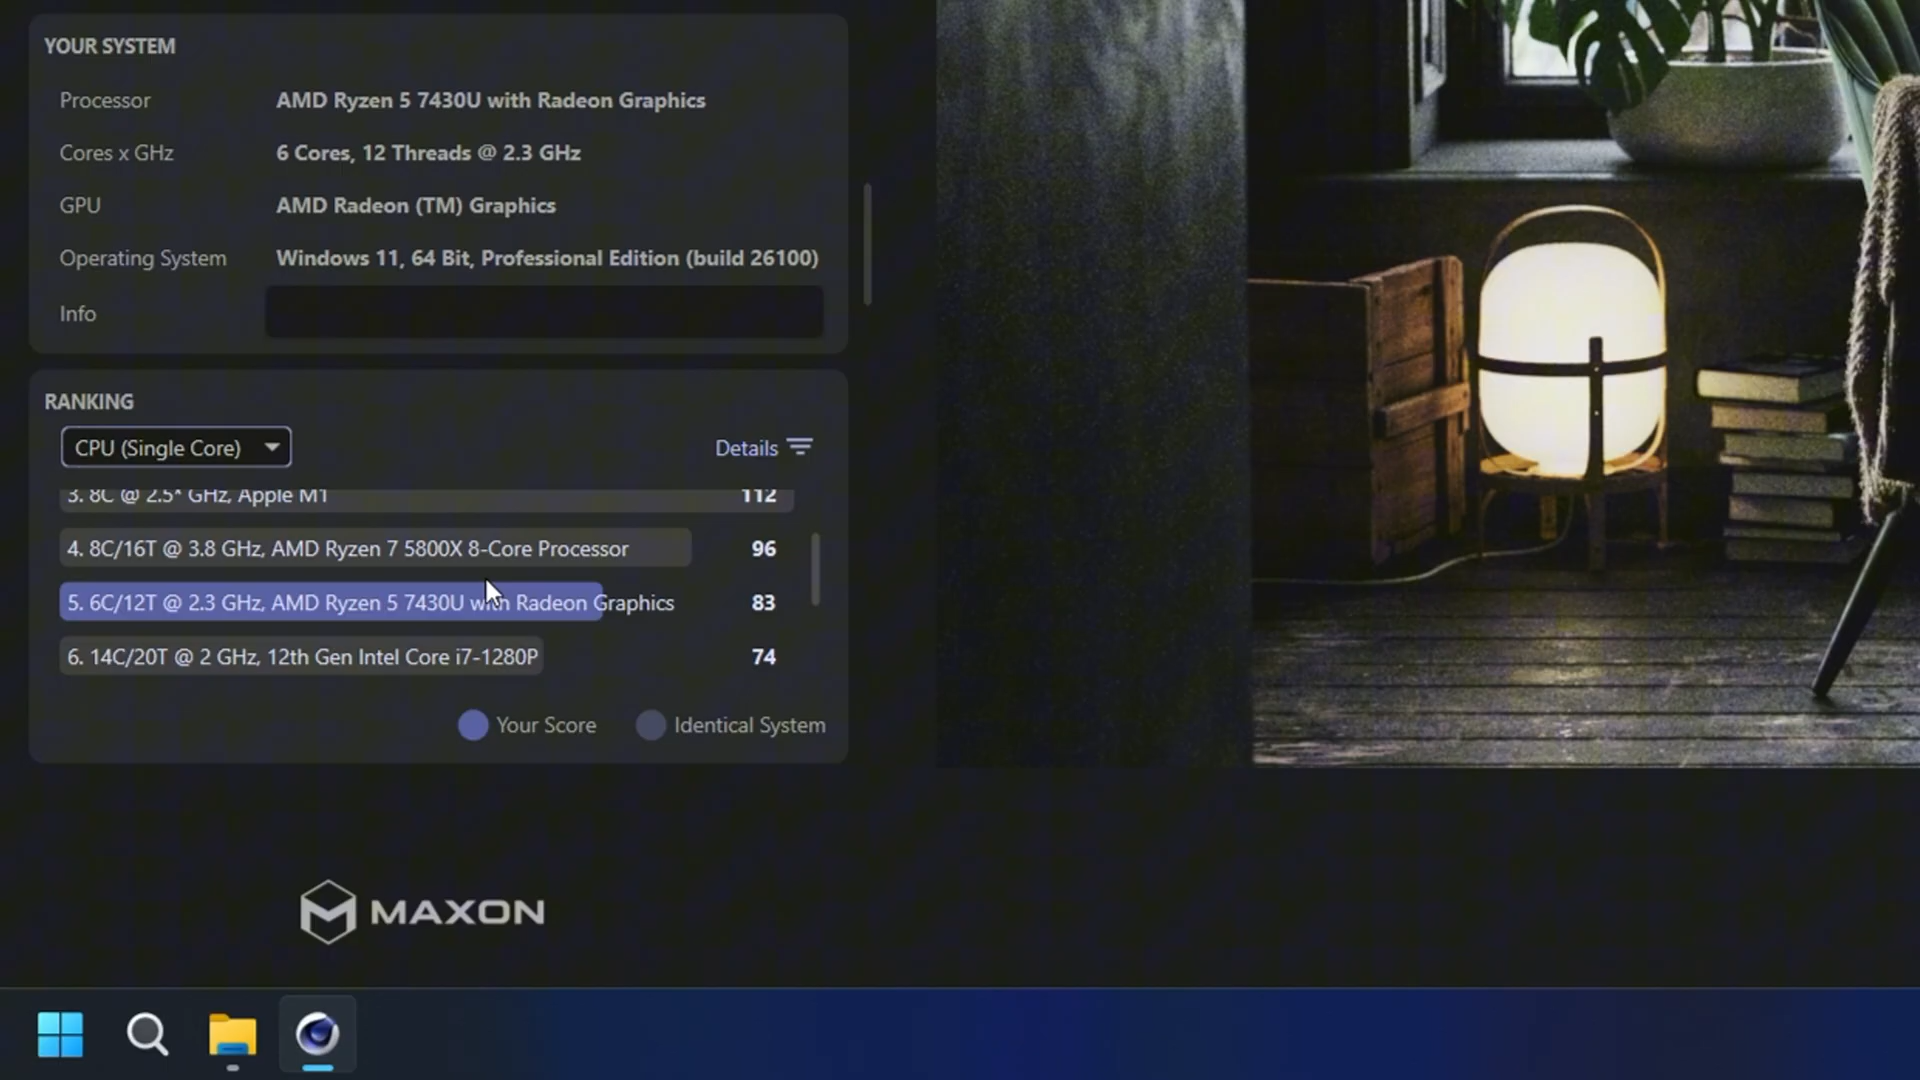 YOUR SYSTEM
Processor AMD Ryzen 5 7430U with Radeon Graphics
Cores x GHz 6 Cores, 12 Threads @ 2.3 GHz
GPU AMD Radeon (TM) Graphics
Operating System Windows 11, 64 Bit, Professional Edition (build 26100)
Info
RANKING
CPU (Single Core) Details
3. 8C @ 2.5* GHz, Apple M1 112
4. 8C/16T @ 3.8 GHz, AMD Ryzen 7 5800X 8-Core Processor 96
5. 6C/12T @ 2.3 GHz, AMD Ryzen 5 7430U with Radeon Graphics 83
6. 14C/20T @ 2 GHz, 12th Gen Intel Core i7-1280P 74
Your Score Identical System
MAXON